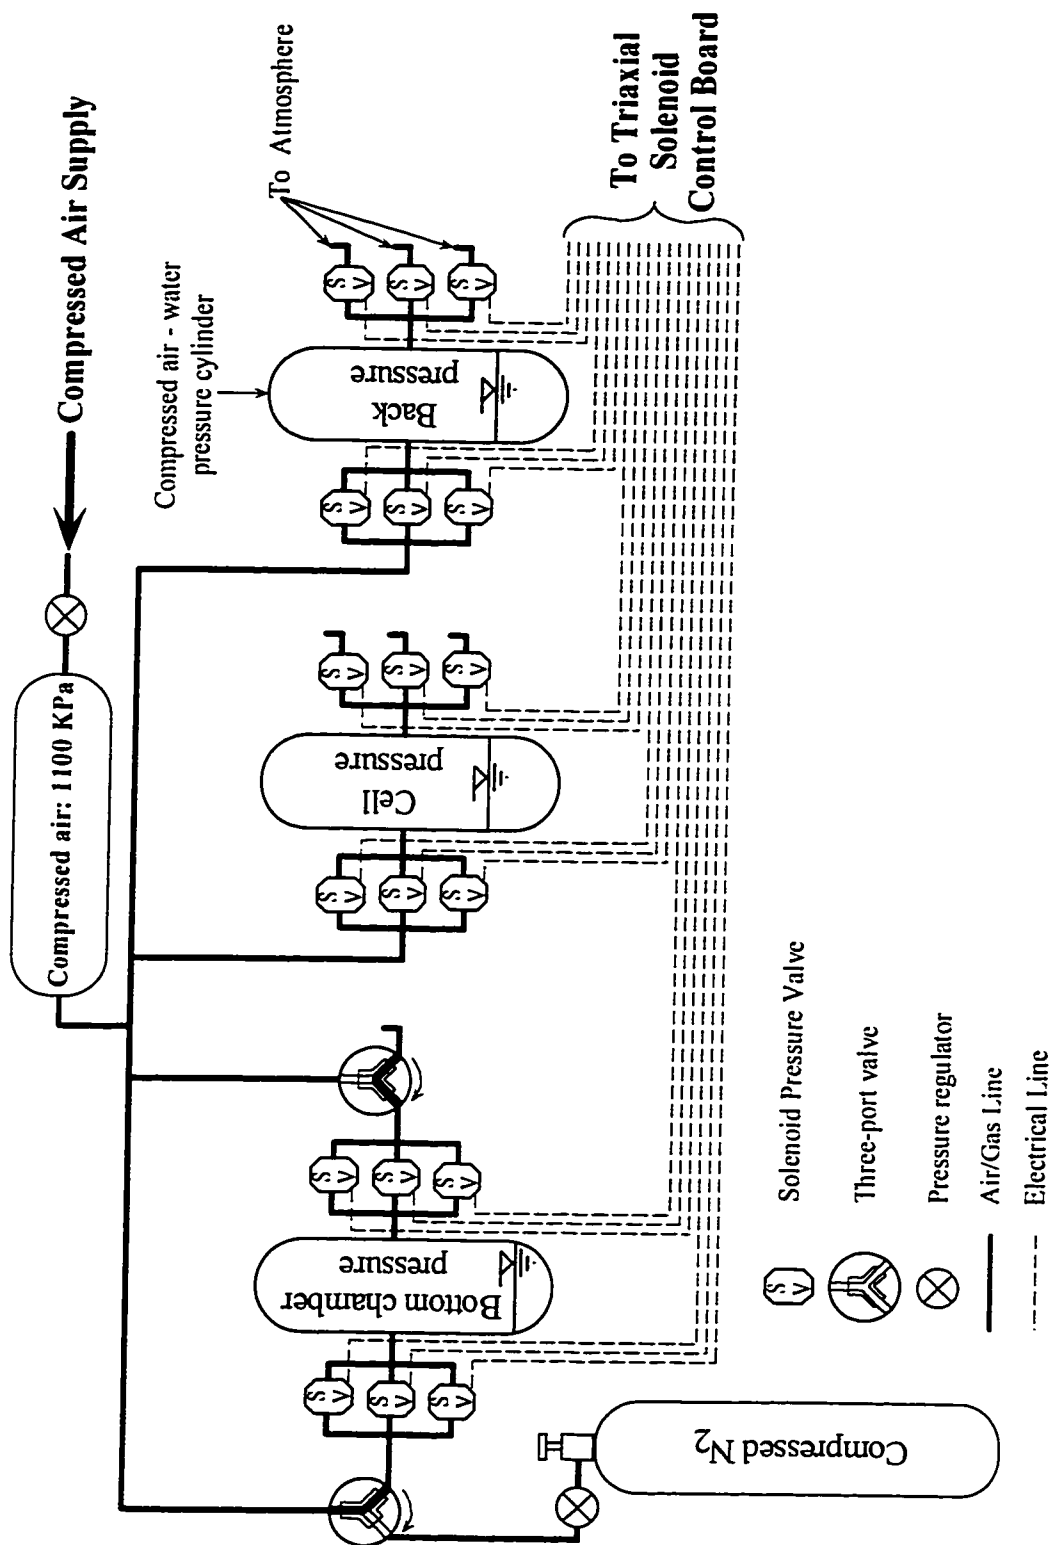 Compressed Air Supply
Compressed air: 1100 KPa
To Atmosphere
Compressed air - water
pressure cylinder
S
V
S
V
S
V
S
V
S
V
S
V
Back
pressure
S
V
S
V
S
V
S
V
S
V
S
V
Cell
pressure
S
V
S
V
S
V
S
V
S
V
S
V
Bottom chamber
pressure
To Triaxial
Solenoid
Control Board
Compressed N2
S
V
Solenoid Pressure Valve
Three-port valve
Pressure regulator
Air/Gas Line
Electrical Line